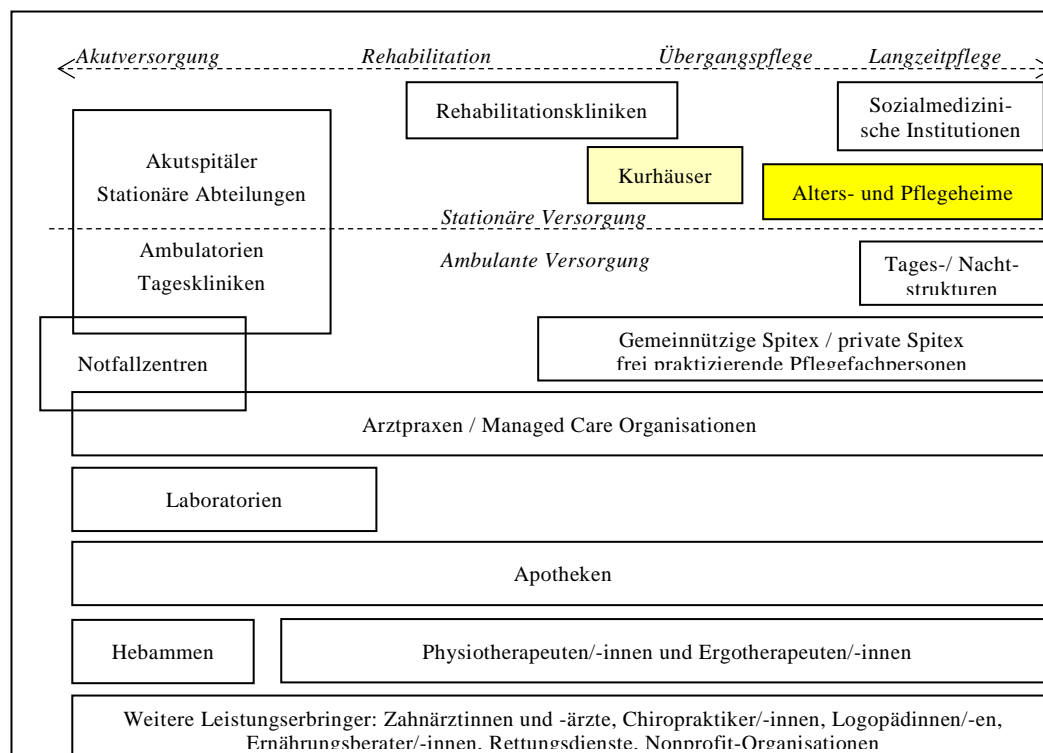 Akutversorgung Rehabilitation Übergangspflege Langzeitpflege
Rehabilitationskliniken
Sozialmedizini-
sche Institutionen
Akutspitäler
Stationäre Abteilungen
Kurhäuser
Alters- und Pflegeheime
Stationäre Versorgung
Ambulante Versorgung
Ambulatorien
Tageskliniken
Tages-/ Nacht-
strukturen
Notfallzentren
Gemeinnützige Spitex / private Spitex
frei praktizierende Pflegefachpersonen
Arztpraxen / Managed Care Organisationen
Laboratorien
Apotheken
Hebammen
Physiotherapeuten/-innen und Ergotherapeuten/-innen
Weitere Leistungserbringer: Zahnärztinnen und -ärzte, Chiropraktiker/-innen, Logopädinnen/-en,
Ernährungsberater/-innen, Rettungsdienste, Nonprofit-Organisationen